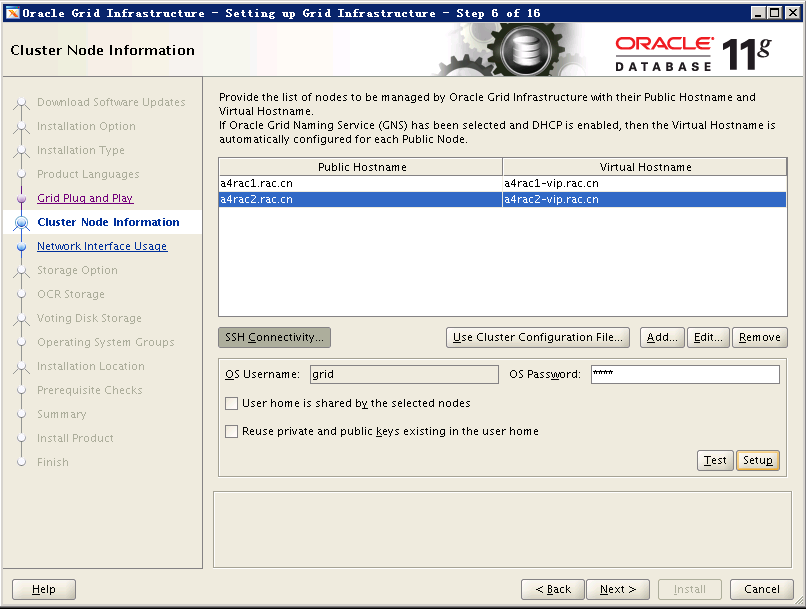 Oracle Grid Infrastructure - Setting up Grid Infrastructure - Step 6 of 16
Cluster Node Information
ORACLE
DATABASE 11g
Download Software Updates
Installation Option
Installation Type
Product Languages
Grid Plug and Play
Cluster Node Information
Network Interface Usage
Storage Option
OCR Storage
Voting Disk Storage
Operating System Groups
Installation Location
Prerequisite Checks
Summary
Install Product
Finish
Provide the list of nodes to be managed by Oracle Grid Infrastructure with their Public Hostname and
Virtual Hostname.
If Oracle Grid Naming Service (GNS) has been selected and DHCP is enabled, then the Virtual Hostname is
automatically configured for each Public Node.
Public Hostname Virtual Hostname
a4rac1.rac.cn a4rac1-vip.rac.cn
a4rac2.rac.cn a4rac2-vip.rac.cn
SSH Connectivity... Use Cluster Configuration File... Add... Edit... Remove
OS Username: grid OS Password: ****
User home is shared by the selected nodes
Reuse private and public keys existing in the user home
Test Setup
Help < Back Next > Install Cancel